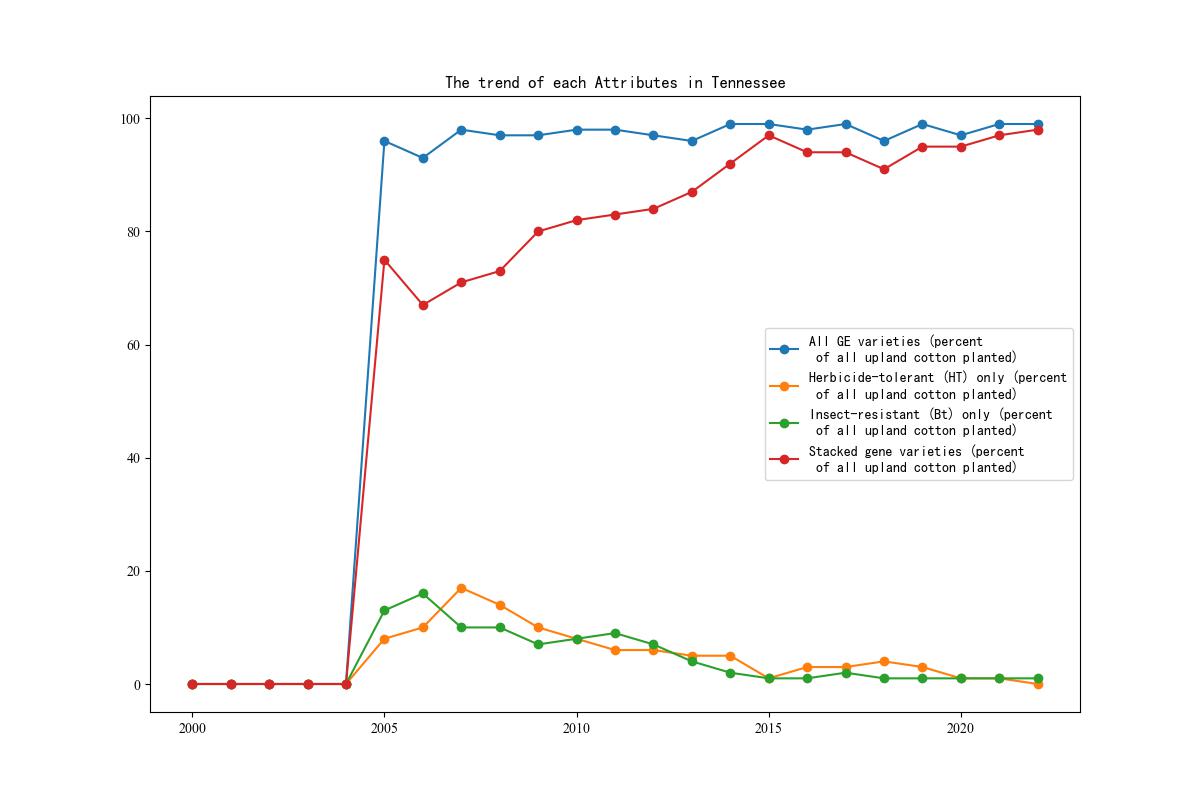 The trend of each Attributes in Tennessee
100
80
60
40
20
0
All GE varieties (percent
of all upland cotton planted)
Herbicide-tolerant (HT) only (percent
of all upland cotton planted)
Insect-resistant (Bt) only (percent
of all upland cotton planted)
Stacked gene varieties (percent
of all upland cotton planted)
2000 2005 2010 2015 2020